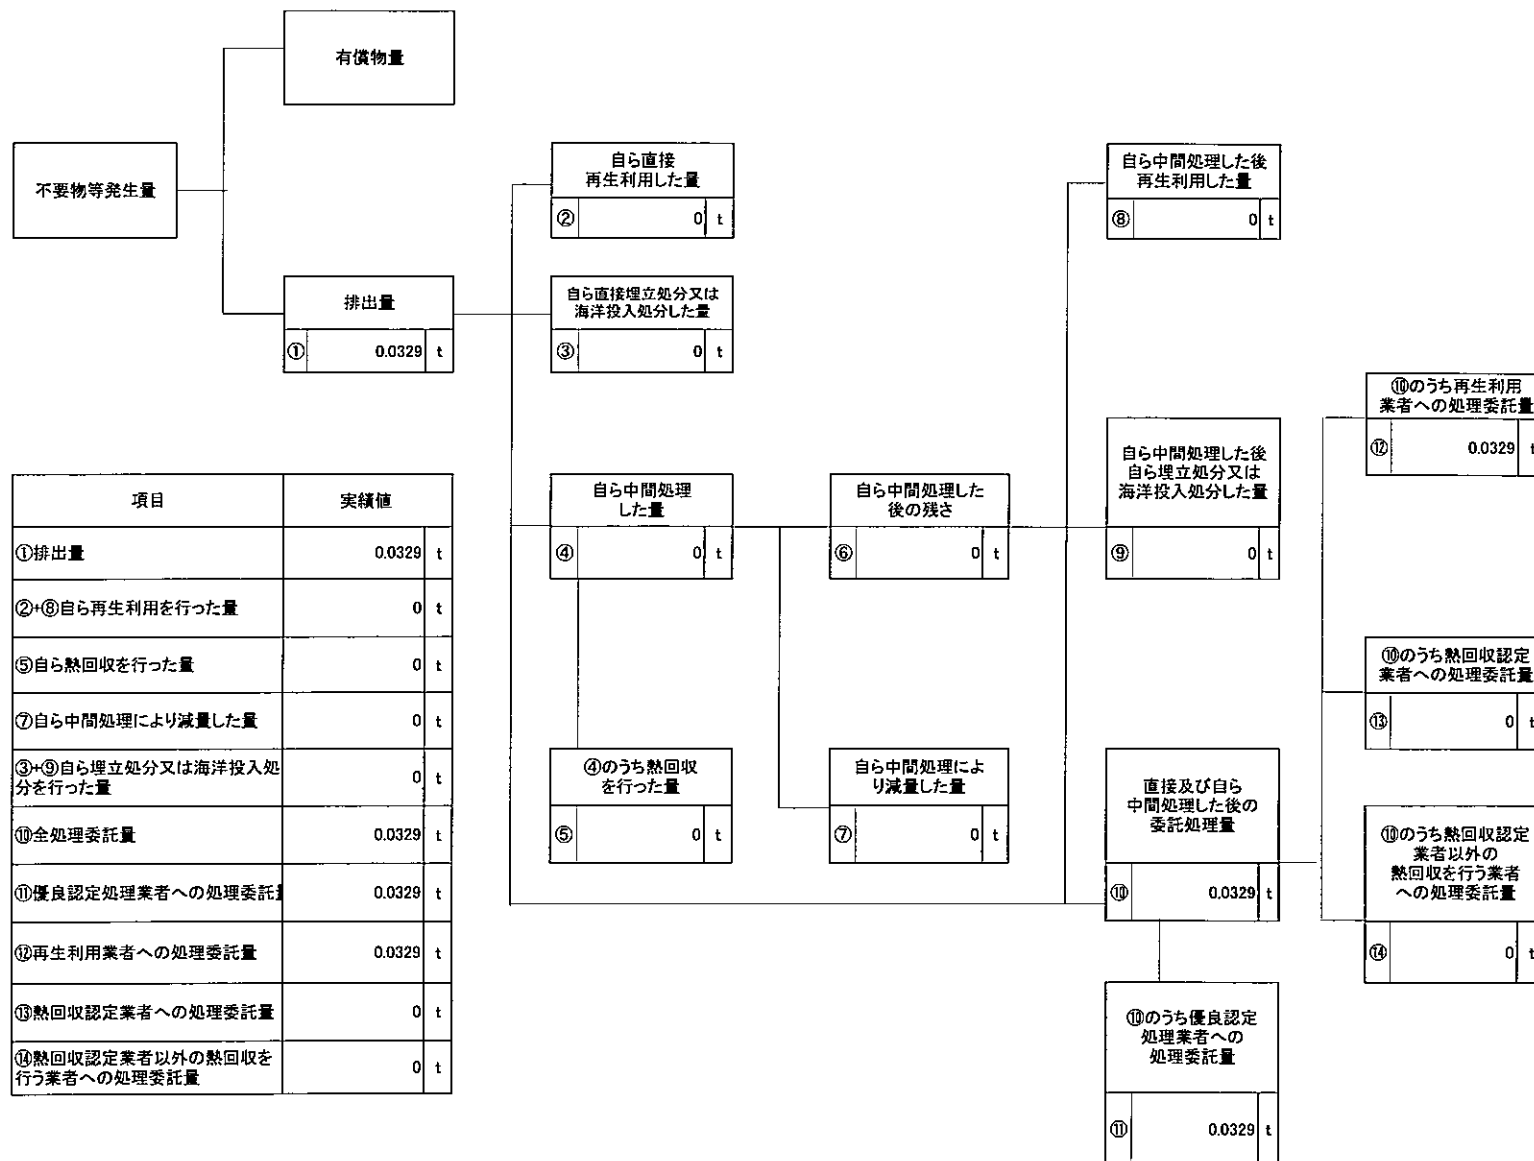 有償物量
不要物等発生量
排出量
① 0.0329 t
自ら直接
再生利用した量
② 0 t
自ら直接埋立処分又は
海洋投入処分した量
③ 0 t
自ら中間処理
した量
④ 0 t
④のうち熱回収
を行った量
⑤ 0 t
自ら中間処理した
後の残さ
⑥ 0 t
自ら中間処理によ
り減量した量
⑦ 0 t
自ら中間処理した後
再生利用した量
⑧ 0 t
自ら中間処理した後
自ら埋立処分又は
海洋投入処分した量
⑨ 0 t
直接及び自ら
中間処理した後の
委託処理量
⑩ 0.0329 t
⑩のうち優良認定
処理業者への
処理委託量
⑪ 0.0329 t
⑩のうち再生利用
業者への処理委託量
⑫ 0.0329 t
⑩のうち熱回収認定
業者への処理委託量
⑬ 0 t
⑩のうち熱回収認定
業者以外の
熱回収を行う業者
への処理委託量
⑭ 0 t
項目 実績値
①排出量 0.0329 t
②+⑧自ら再生利用を行った量 0 t
⑤自ら熱回収を行った量 0 t
⑦自ら中間処理により減量した量 0 t
③+⑨自ら埋立処分又は海洋投入処
分を行った量 0 t
⑩全処理委託量 0.0329 t
⑪優良認定処理業者への処理委託量 0.0329 t
⑫再生利用業者への処理委託量 0.0329 t
⑬熱回収認定業者への処理委託量 0 t
⑭熱回収認定業者以外の熱回収を
行う業者への処理委託量 0 t